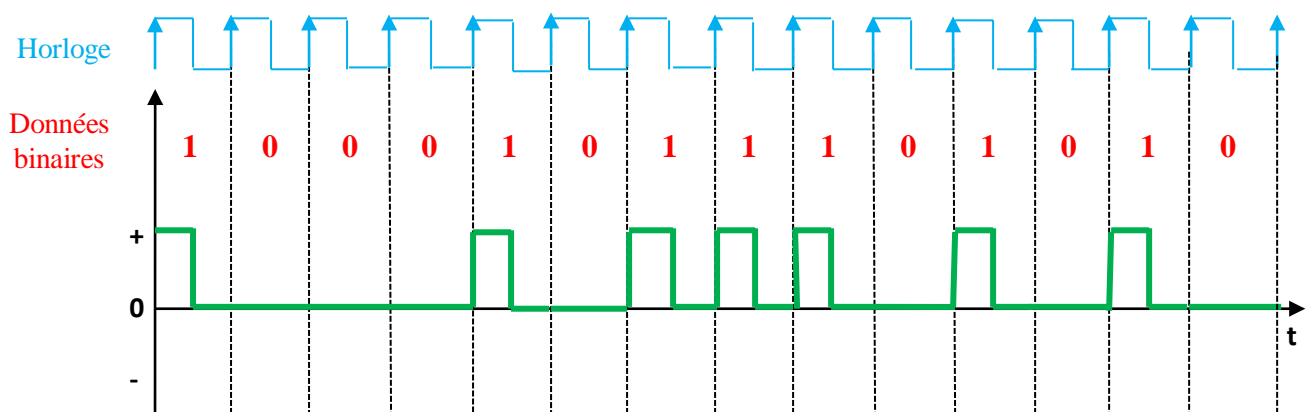 Horloge
Données
binaires
1 0 0 0 1 0 1 1 1 0 1 0 1 0
+
0
t
-